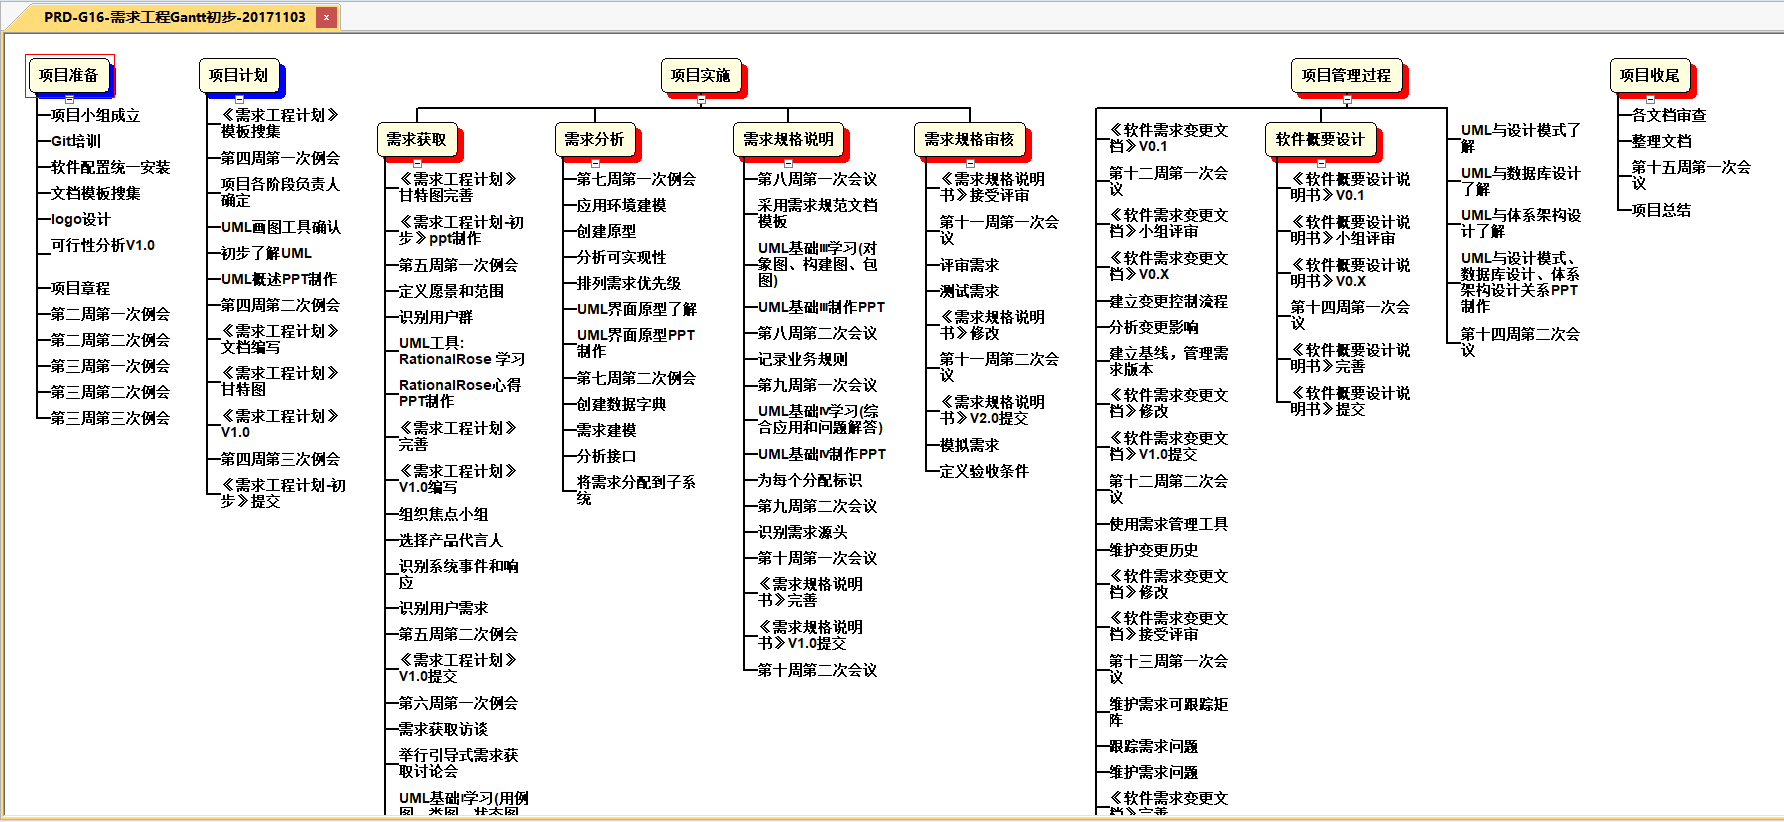 PRD-G16-需求工程Gantt初步-20171103
项目准备
项目小组成立
Git培训
软件配置统一安装
文档模板搜集
logo设计
可行性分析V1.0
项目章程
第二周第一次例会
第二周第二次例会
第三周第一次例会
第三周第二次例会
第三周第三次例会
项目计划
《需求工程计划》
模板搜集
第四周第一次例会
项目各阶段负责人
确定
UML画图工具确认
初步了解UML
UML概述PPT制作
第四周第二次例会
《需求工程计划》
文档编写
《需求工程计划》
甘特图
《需求工程计划》
V1.0
第四周第三次例会
《需求工程计划-初
步》提交
项目实施
需求获取
《需求工程计划》
甘特图完善
《需求工程计划-初
步》ppt制作
第五周第一次例会
定义愿景和范围
识别用户群
UML工具:
RationalRose 学习
RationalRose心得
PPT制作
《需求工程计划》
完善
《需求工程计划》
V1.0编写
组织焦点小组
选择产品代言人
识别系统事件和响
应
识别用户需求
第五周第二次例会
《需求工程计划》
V1.0提交
第六周第一次例会
需求获取访谈
举行引导式需求获
取讨论会
UML基础Ⅰ学习(用例
图、类图、状态图
需求分析
第七周第一次例会
应用环境建模
创建原型
分析可实现性
排列需求优先级
UML界面原型了解
UML界面原型PPT
制作
第七周第二次例会
创建数据字典
需求建模
分析接口
将需求分配到子系
统
需求规格说明
第八周第一次会议
采用需求规范文档
模板
UML基础Ⅲ学习(对
象图、构建图、包
图)
UML基础Ⅲ制作PPT
第八周第二次会议
记录业务规则
第九周第一次会议
UML基础Ⅳ学习(综
合应用和问题解答)
UML基础Ⅳ制作PPT
为每个分配标识
第九周第二次会议
识别需求源头
第十周第一次会议
《需求规格说明
书》完善
《需求规格说明
书》V1.0提交
第十周第二次会议
需求规格审核
《需求规格说明
书》接受评审
第十一周第一次会
议
评审需求
测试需求
《需求规格说明
书》修改
第十一周第二次会
议
《需求规格说明
书》V2.0提交
模拟需求
定义验收条件
项目管理过程
《软件需求变更文
档》V0.1
第十二周第一次会
议
《软件需求变更文
档》小组评审
《软件需求变更文
档》V0.X
建立变更控制流程
分析变更影响
建立基线，管理需
求版本
《软件需求变更文
档》修改
《软件需求变更文
档》V1.0提交
第十二周第二次会
议
使用需求管理工具
维护变更历史
《软件需求变更文
档》修改
《软件需求变更文
档》接受评审
第十三周第一次会
议
维护需求可跟踪矩
阵
跟踪需求问题
维护需求问题
《软件需求变更文
档》完善
软件概要设计
《软件概要设计说
明书》V0.1
《软件概要设计说
明书》小组评审
《软件概要设计说
明书》V0.X
第十四周第一次会
议
《软件概要设计说
明书》完善
《软件概要设计说
明书》提交
UML与设计模式了
解
UML与数据库设计
了解
UML与体系架构设
计了解
UML与设计模式、
数据库设计、体系
架构设计关系PPT
制作
第十四周第二次会
议
项目收尾
各文档审查
整理文档
第十五周第一次会
议
项目总结